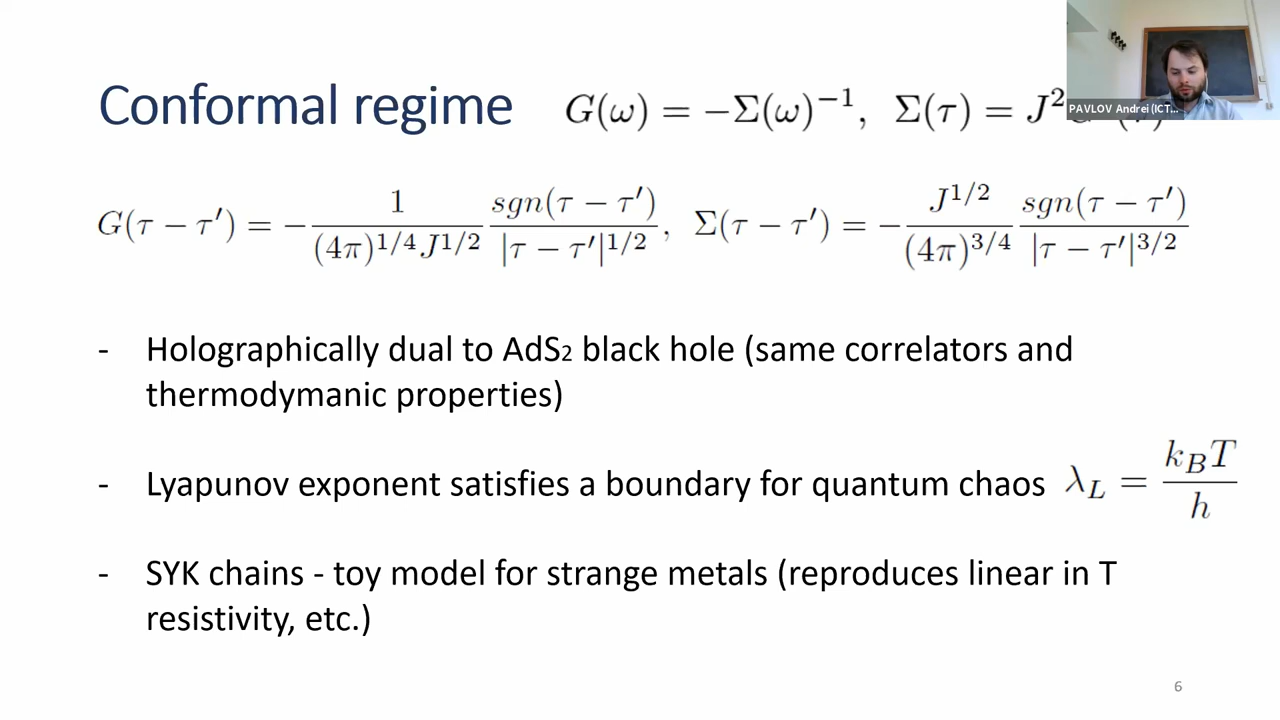 Conformal regime
G(ω) = −Σ(ω)⁻¹, Σ(τ) = J²
PAVLOV Andrei (ICT...
G(τ − τ′) = − 1/((4π)^{1/4} J^{1/2}) sgn(τ − τ′)/|τ − τ′|^{1/2}, Σ(τ − τ′) = − J^{1/2}/(4π)^{3/4} sgn(τ − τ′)/|τ − τ′|^{3/2}
- Holographically dual to AdS₂ black hole (same correlators and
thermodymanic properties)
- Lyapunov exponent satisfies a boundary for quantum chaos λ_L = k_B T / h
- SYK chains - toy model for strange metals (reproduces linear in T
resistivity, etc.)
6